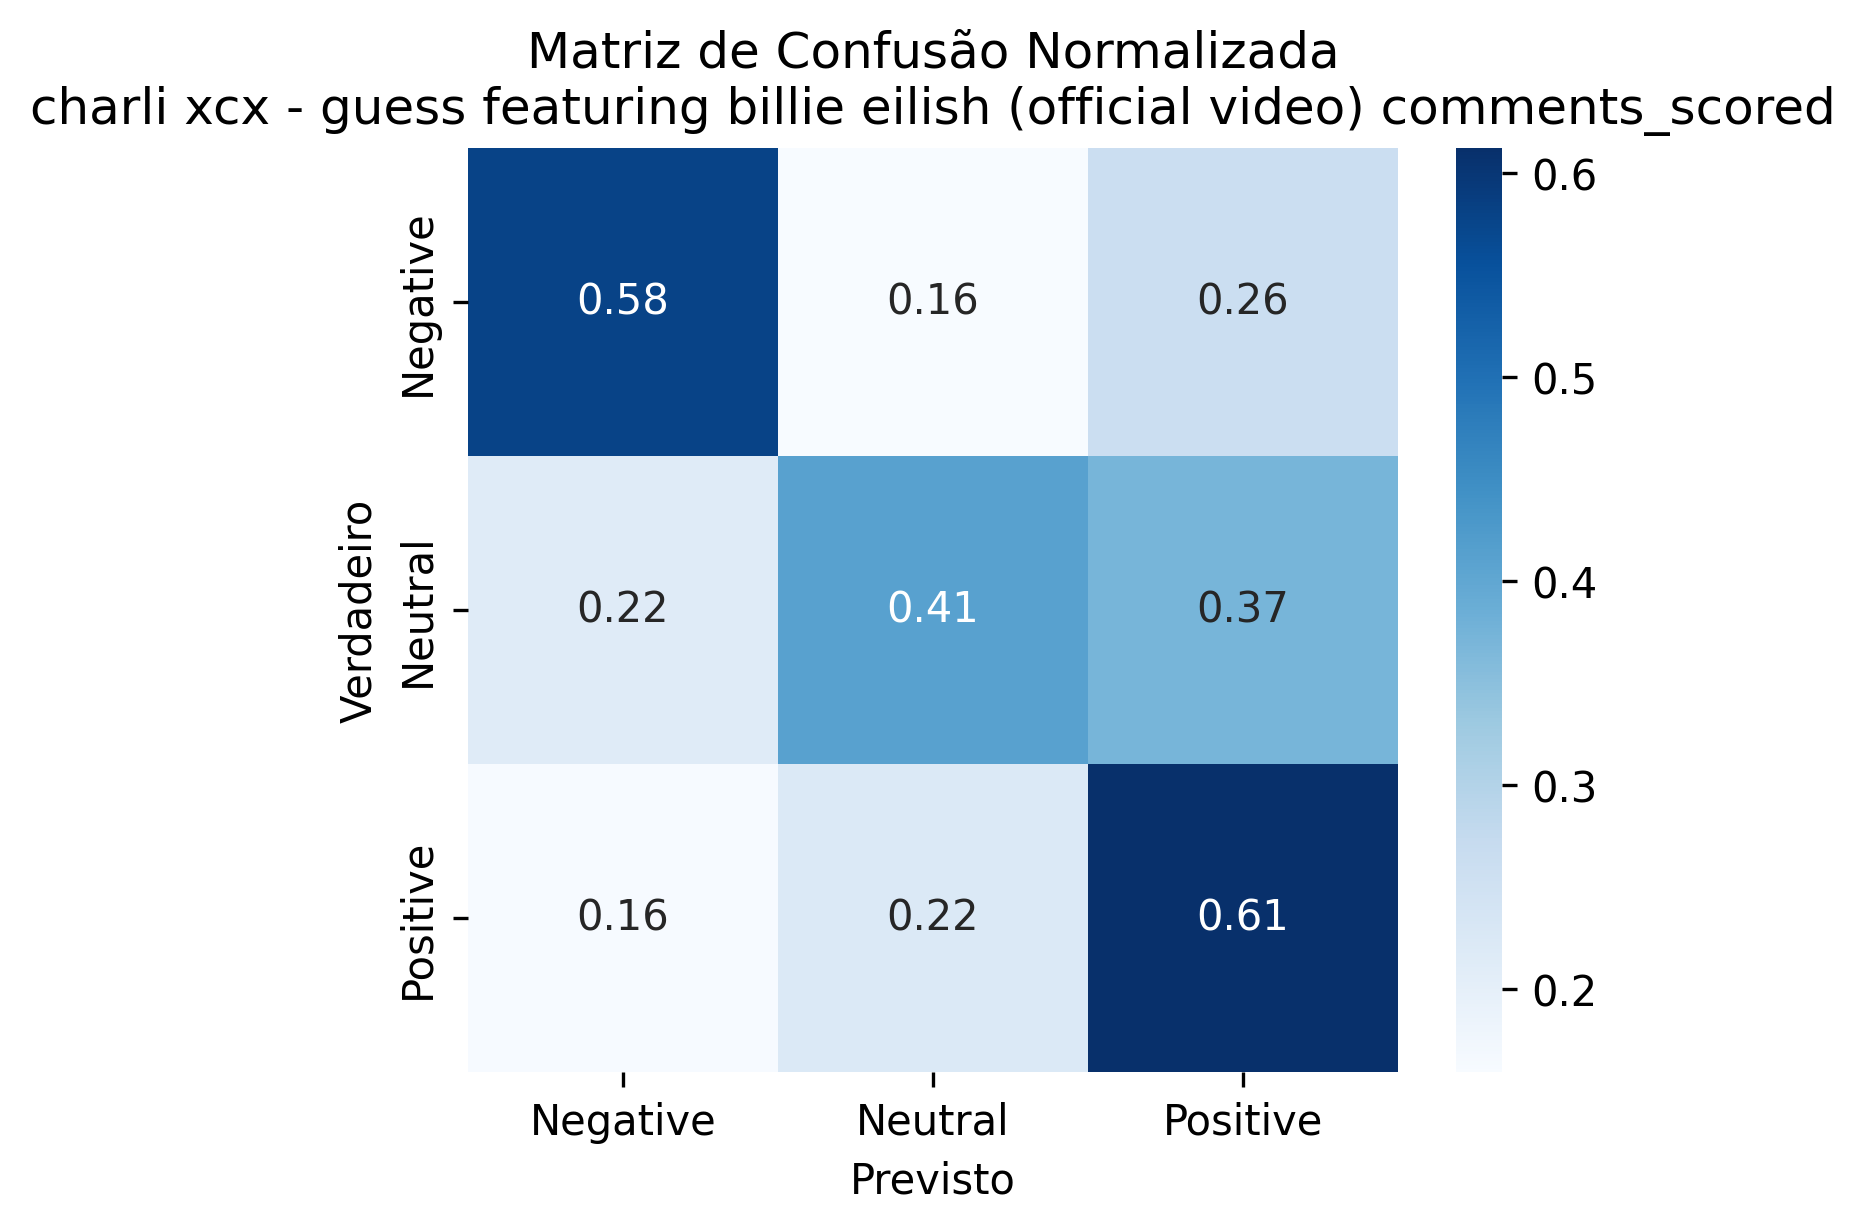 Matriz de Confusão Normalizada
charli xcx - guess featuring billie eilish (official video) comments_scored
Verdadeiro
Negative
0.58
0.16
0.26
Neutral
0.22
0.41
0.37
Positive
0.16
0.22
0.61
Negative
Neutral
Positive
Previsto
0.6
0.5
0.4
0.3
0.2